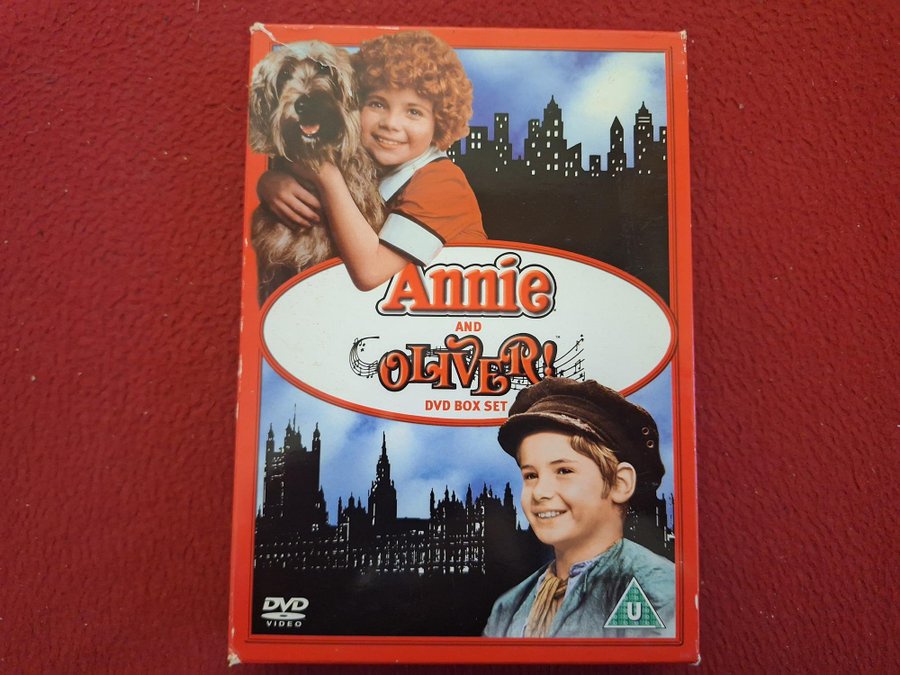 Annie
AND
OLIVER!
DVD BOX SET
DVD
VIDEO
U